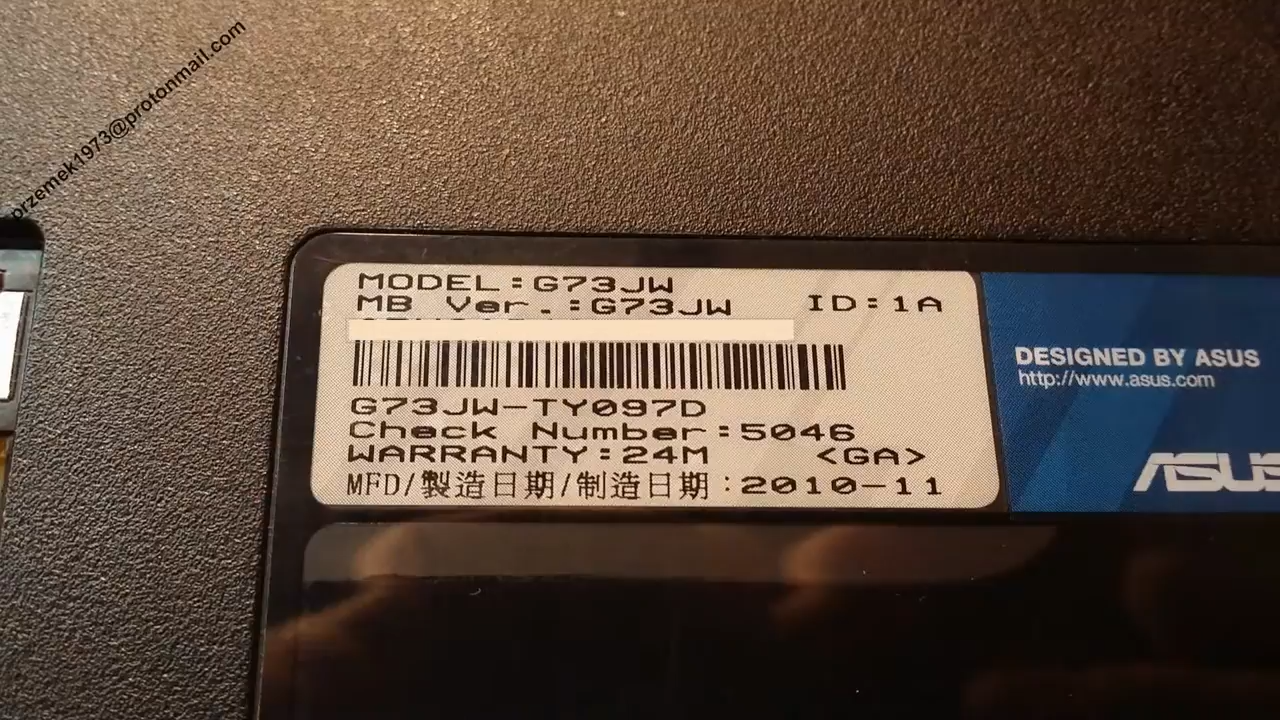 przemek1973@protonmail.com
MODEL:G73JW
MB Ver.:G73JW ID:1A
G73JW-TY097D
Check Number:5046
WARRANTY:24M <GA>
MFD/製造日期/制造日期:2010-11
DESIGNED BY ASUS
http://www.asus.com
ASUS